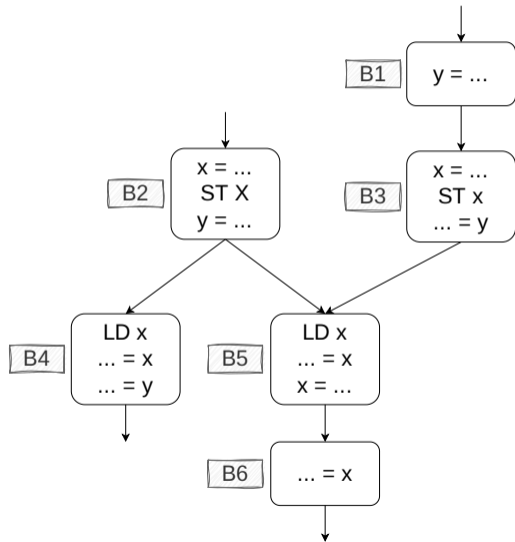 B1
y = ...
B2
x = ...
ST X
y = ...
B3
x = ...
ST x
... = y
B4
LD x
... = x
... = y
B5
LD x
... = x
x = ...
B6
... = x